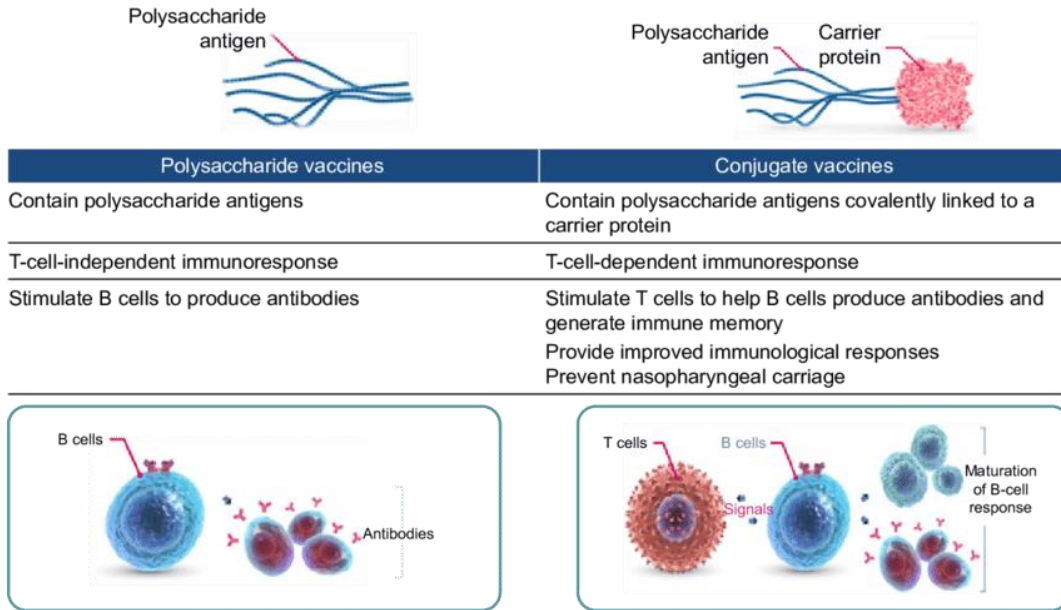 Polysaccharide
antigen
Polysaccharide
antigen
Carrier
protein
Polysaccharide vaccines
Conjugate vaccines
Contain polysaccharide antigens
Contain polysaccharide antigens covalently linked to a
carrier protein
T-cell-independent immunoresponse
T-cell-dependent immunoresponse
Stimulate B cells to produce antibodies
Stimulate T cells to help B cells produce antibodies and
generate immune memory
Provide improved immunological responses
Prevent nasopharyngeal carriage
B cells
Antibodies
T cells
B cells
Signals
Maturation
of B-cell
response